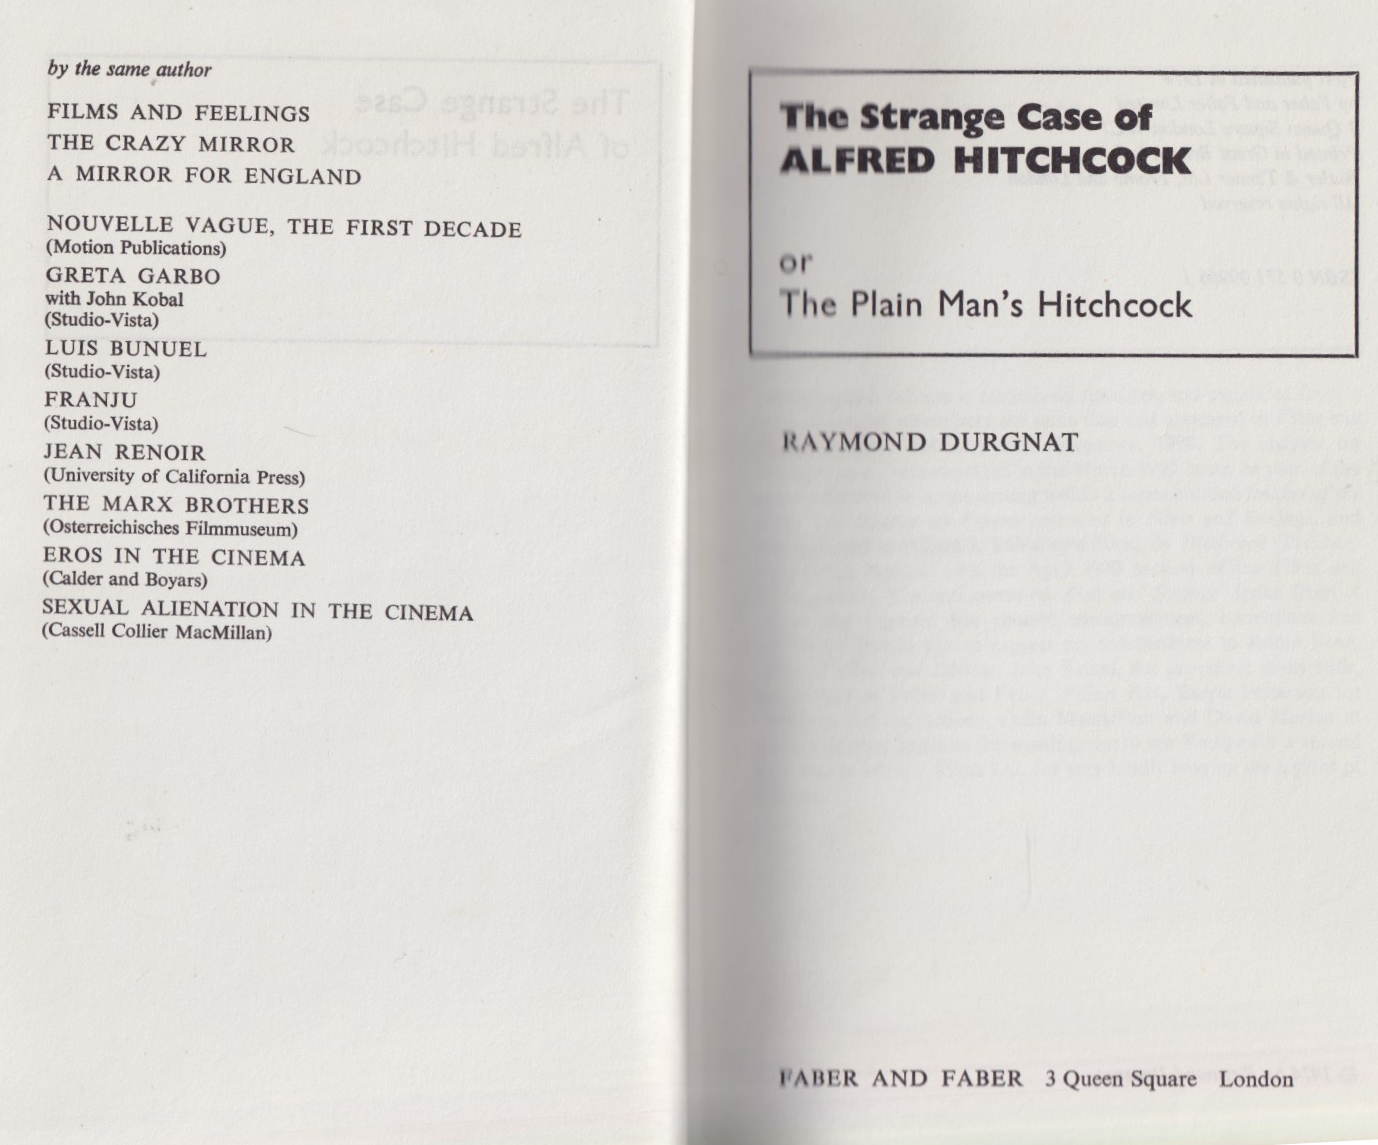 by the same author
FILMS AND FEELINGS
THE CRAZY MIRROR
A MIRROR FOR ENGLAND
NOUVELLE VAGUE, THE FIRST DECADE
(Motion Publications)
GRETA GARBO
with John Kobal
(Studio-Vista)
LUIS BUNUEL
(Studio-Vista)
FRANJU
(Studio-Vista)
JEAN RENOIR
(University of California Press)
THE MARX BROTHERS
(Osterreichisches Filmmuseum)
EROS IN THE CINEMA
(Calder and Boyars)
SEXUAL ALIENATION IN THE CINEMA
(Cassell Collier MacMillan)
The Strange Case of
ALFRED HITCHCOCK
or
The Plain Man's Hitchcock
RAYMOND DURGNAT
FABER AND FABER 3 Queen Square London